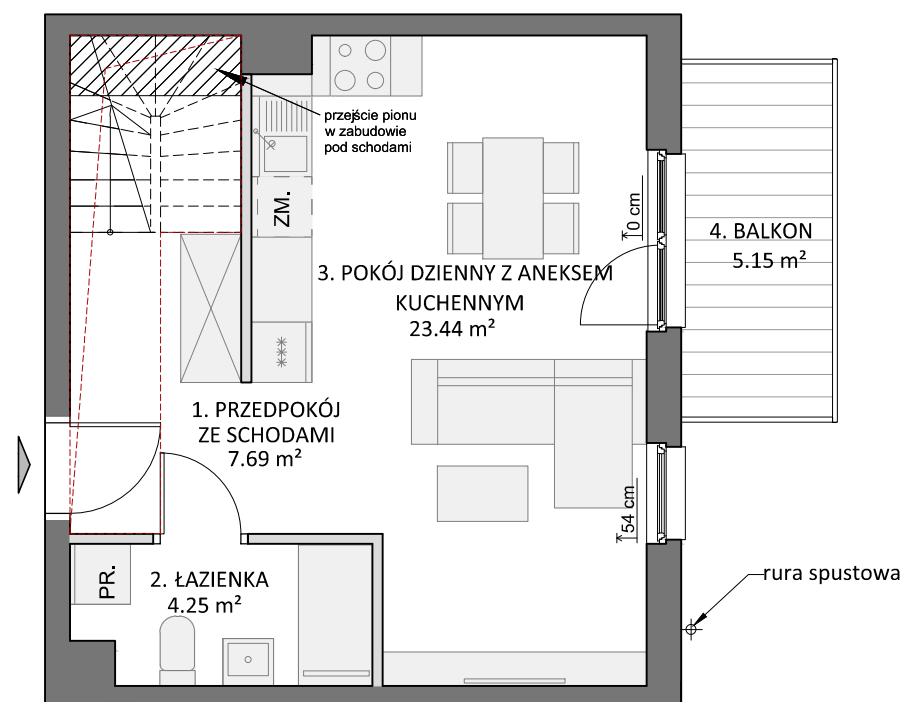 przejście pionu
w zabudowie
pod schodami
ZM.
0 cm
4. BALKON
5.15 m²
3. POKÓJ DZIENNY Z ANEKSEM
KUCHENNYM
23.44 m²
1. PRZEDPOKÓJ
ZE SCHODAMI
7.69 m²
54 cm
PR.
2. ŁAZIENKA
4.25 m²
rura spustowa